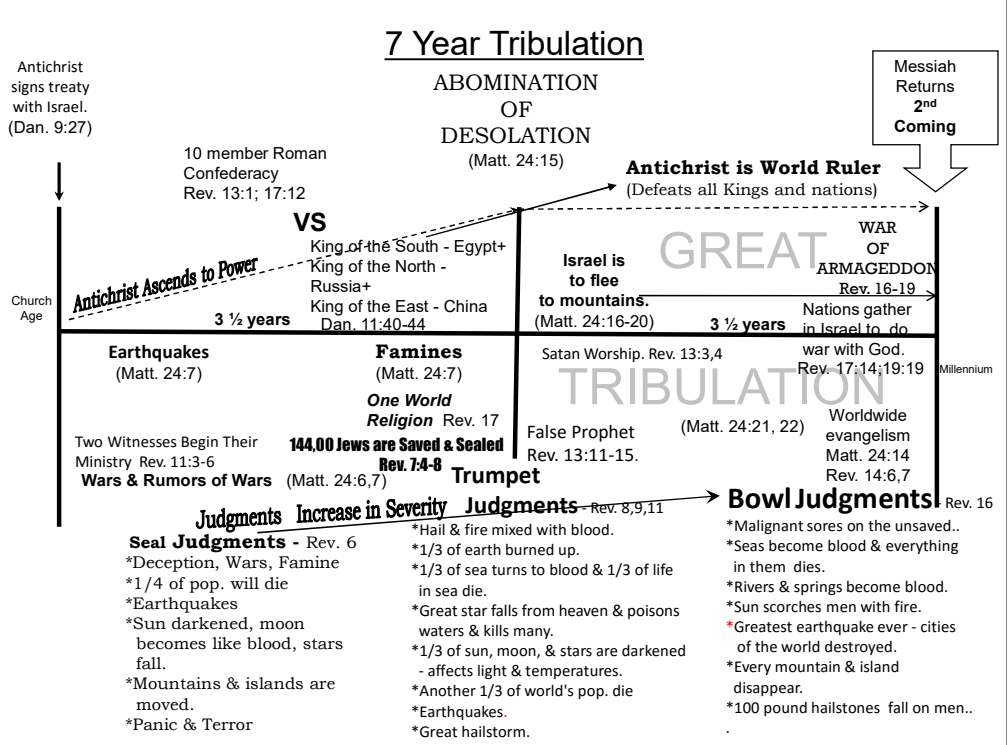 7 Year Tribulation
Antichrist
signs treaty
with Israel.
(Dan. 9:27)
ABOMINATION
OF
DESOLATION
(Matt. 24:15)
Messiah
Returns
2nd
Coming
10 member Roman
Confederacy
Rev. 13:1; 17:12
VS
Antichrist is World Ruler
(Defeats all Kings and nations)
Antichrist Ascends to Power
King of the South - Egypt+
King of the North -
Russia+
King of the East - China
Dan. 11:40-44
Church
Age
3 ½ years
Israel is
to flee
to mountains.
(Matt. 24:16-20)
GREAT
3 ½ years
WAR
OF
ARMAGEDDON
Rev. 16-19
Nations gather
in Israel to do
war with God.
Rev. 17:14;19:19
Millennium
Earthquakes
(Matt. 24:7)
Famines
(Matt. 24:7)
One World
Religion Rev. 17
Satan Worship. Rev. 13:3,4
TRIBULATION
(Matt. 24:21, 22)
Worldwide
evangelism
Matt. 24:14
Rev. 14:6,7
Two Witnesses Begin Their
Ministry Rev. 11:3-6
144,00 Jews are Saved & Sealed
Rev. 7:4-8
False Prophet
Rev. 13:11-15.
Wars & Rumors of Wars (Matt. 24:6,7)
Judgments Increase in Severity
Seal Judgments - Rev. 6
*Deception, Wars, Famine
*1/4 of pop. will die
*Earthquakes
*Sun darkened, moon
becomes like blood, stars
fall.
*Mountains & islands are
moved.
*Panic & Terror
Trumpet
Judgments - Rev. 8,9,11
*Hail & fire mixed with blood.
*1/3 of earth burned up.
*1/3 of sea turns to blood & 1/3 of life
in sea die.
*Great star falls from heaven & poisons
waters & kills many.
*1/3 of sun, moon, & stars are darkened
- affects light & temperatures.
*Another 1/3 of world's pop. die
*Earthquakes.
*Great hailstorm.
Bowl Judgments - Rev. 16
*Malignant sores on the unsaved..
*Seas become blood & everything
in them dies.
*Rivers & springs become blood.
*Sun scorches men with fire.
*Greatest earthquake ever - cities
of the world destroyed.
*Every mountain & island
disappear.
*100 pound hailstones fall on men..
.